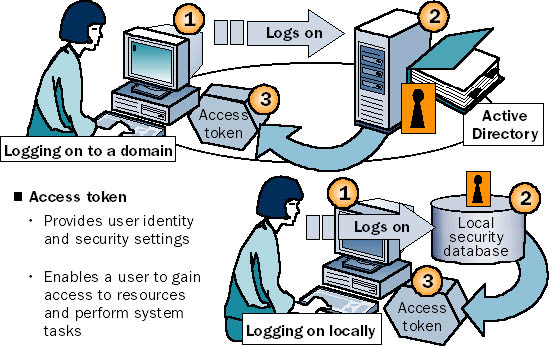 1
Logs on
2
3
Access
token
Active
Directory
Logging on to a domain
■ Access token
· Provides user identity
and security settings
· Enables a user to gain
access to resources
and perform system
tasks
1
Logs on
2
Local
security
database
3
Access
token
Logging on locally